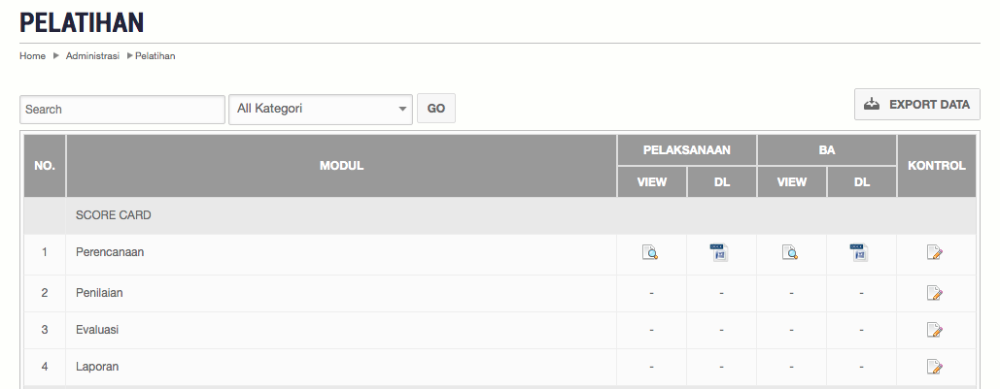 PELATIHAN
Home Administrasi Pelatihan
Search All Kategori GO EXPORT DATA
NO. MODUL PELAKSANAAN BA KONTROL
VIEW DL VIEW DL
SCORE CARD
1 Perencanaan
2 Penilaian - - - -
3 Evaluasi - - - -
4 Laporan - - - -